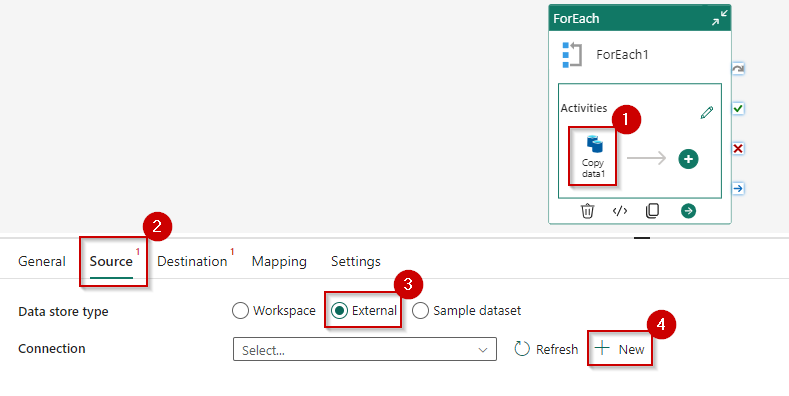 ForEach
ForEach1
Activities
1
Copy
data1
</>
2
General
Source 1
Destination 1
Mapping
Settings
3
Data store type
Workspace
External
Sample dataset
4
Connection
Select...
Refresh
New